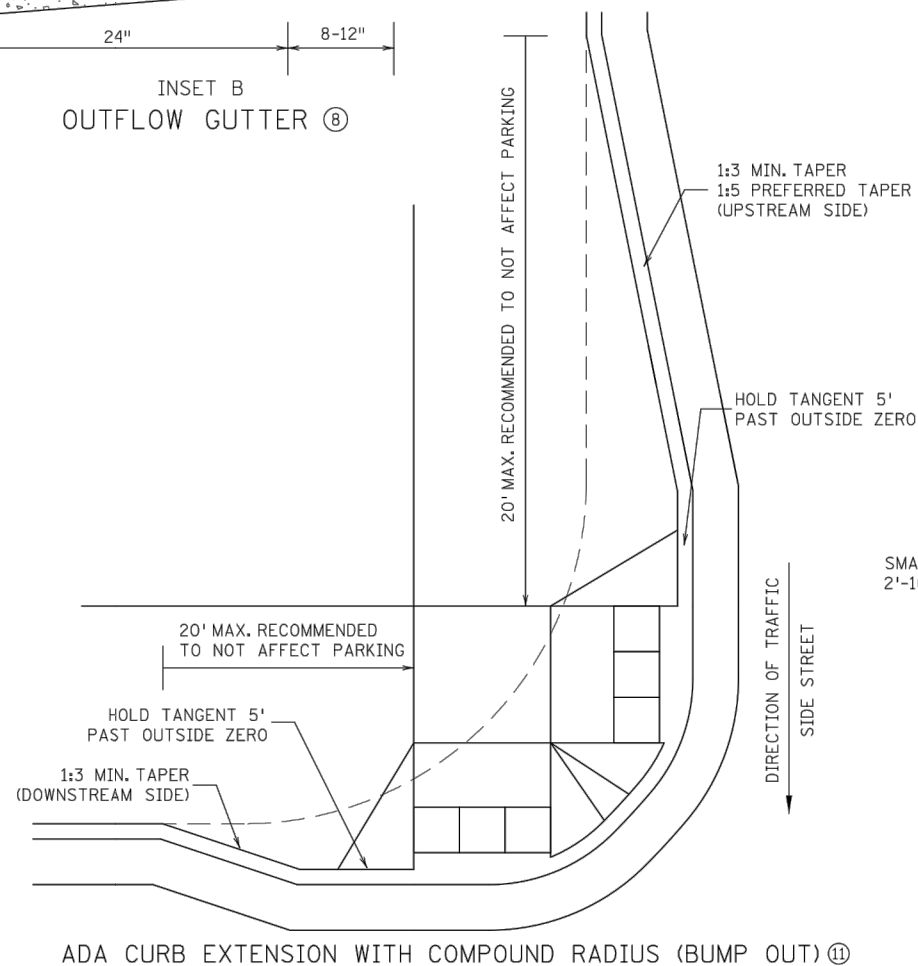 24"
8-12"
INSET B
OUTFLOW GUTTER ⑧
20' MAX. RECOMMENDED TO NOT AFFECT PARKING
1:3 MIN. TAPER
1:5 PREFERRED TAPER
(UPSTREAM SIDE)
HOLD TANGENT 5'
PAST OUTSIDE ZERO
SMA
2'-1
DIRECTION OF TRAFFIC
SIDE STREET
20' MAX. RECOMMENDED
TO NOT AFFECT PARKING
HOLD TANGENT 5'
PAST OUTSIDE ZERO
1:3 MIN. TAPER
(DOWNSTREAM SIDE)
ADA CURB EXTENSION WITH COMPOUND RADIUS (BUMP OUT) ⑪